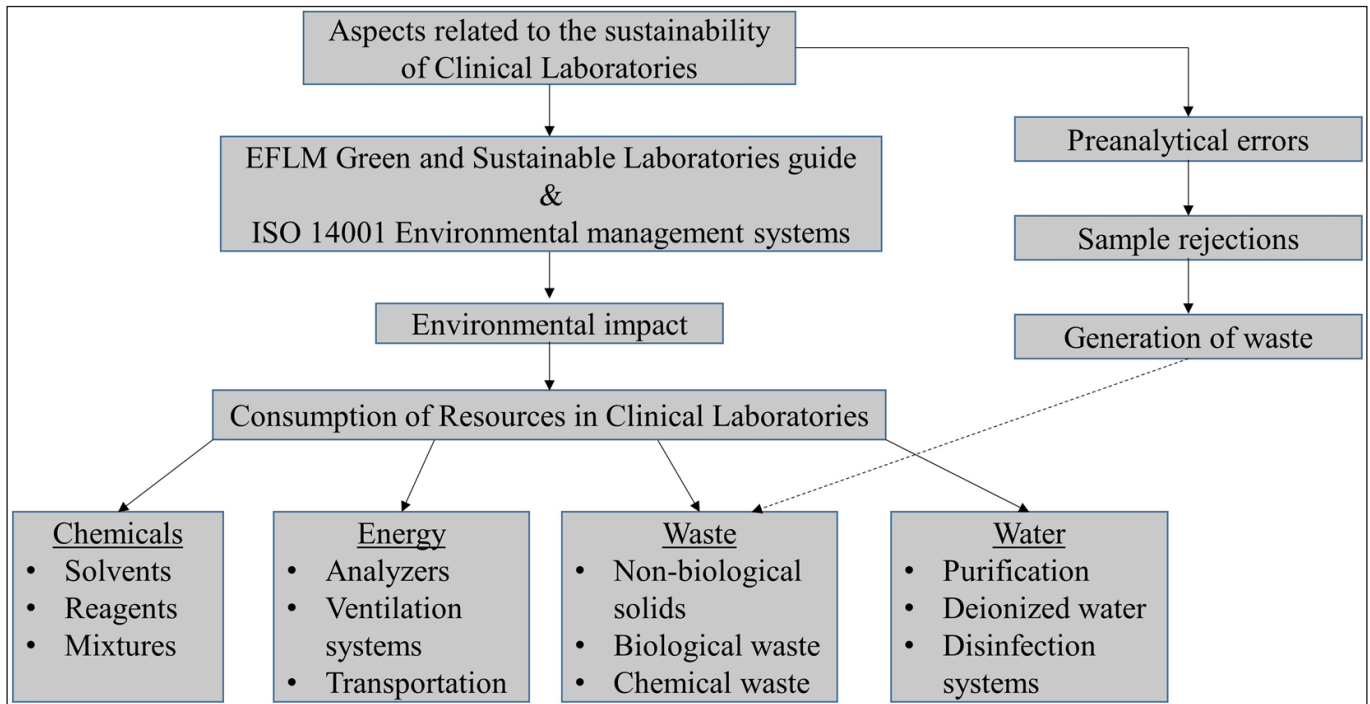 Aspects related to the sustainability
of Clinical Laboratories
Preanalytical errors
EFLM Green and Sustainable Laboratories guide
&
ISO 14001 Environmental management systems
Sample rejections
Environmental impact
Generation of waste
Consumption of Resources in Clinical Laboratories
Chemicals
• Solvents
• Reagents
• Mixtures
Energy
• Analyzers
• Ventilation
systems
• Transportation
Waste
• Non-biological
solids
• Biological waste
• Chemical waste
Water
• Purification
• Deionized water
• Disinfection
systems